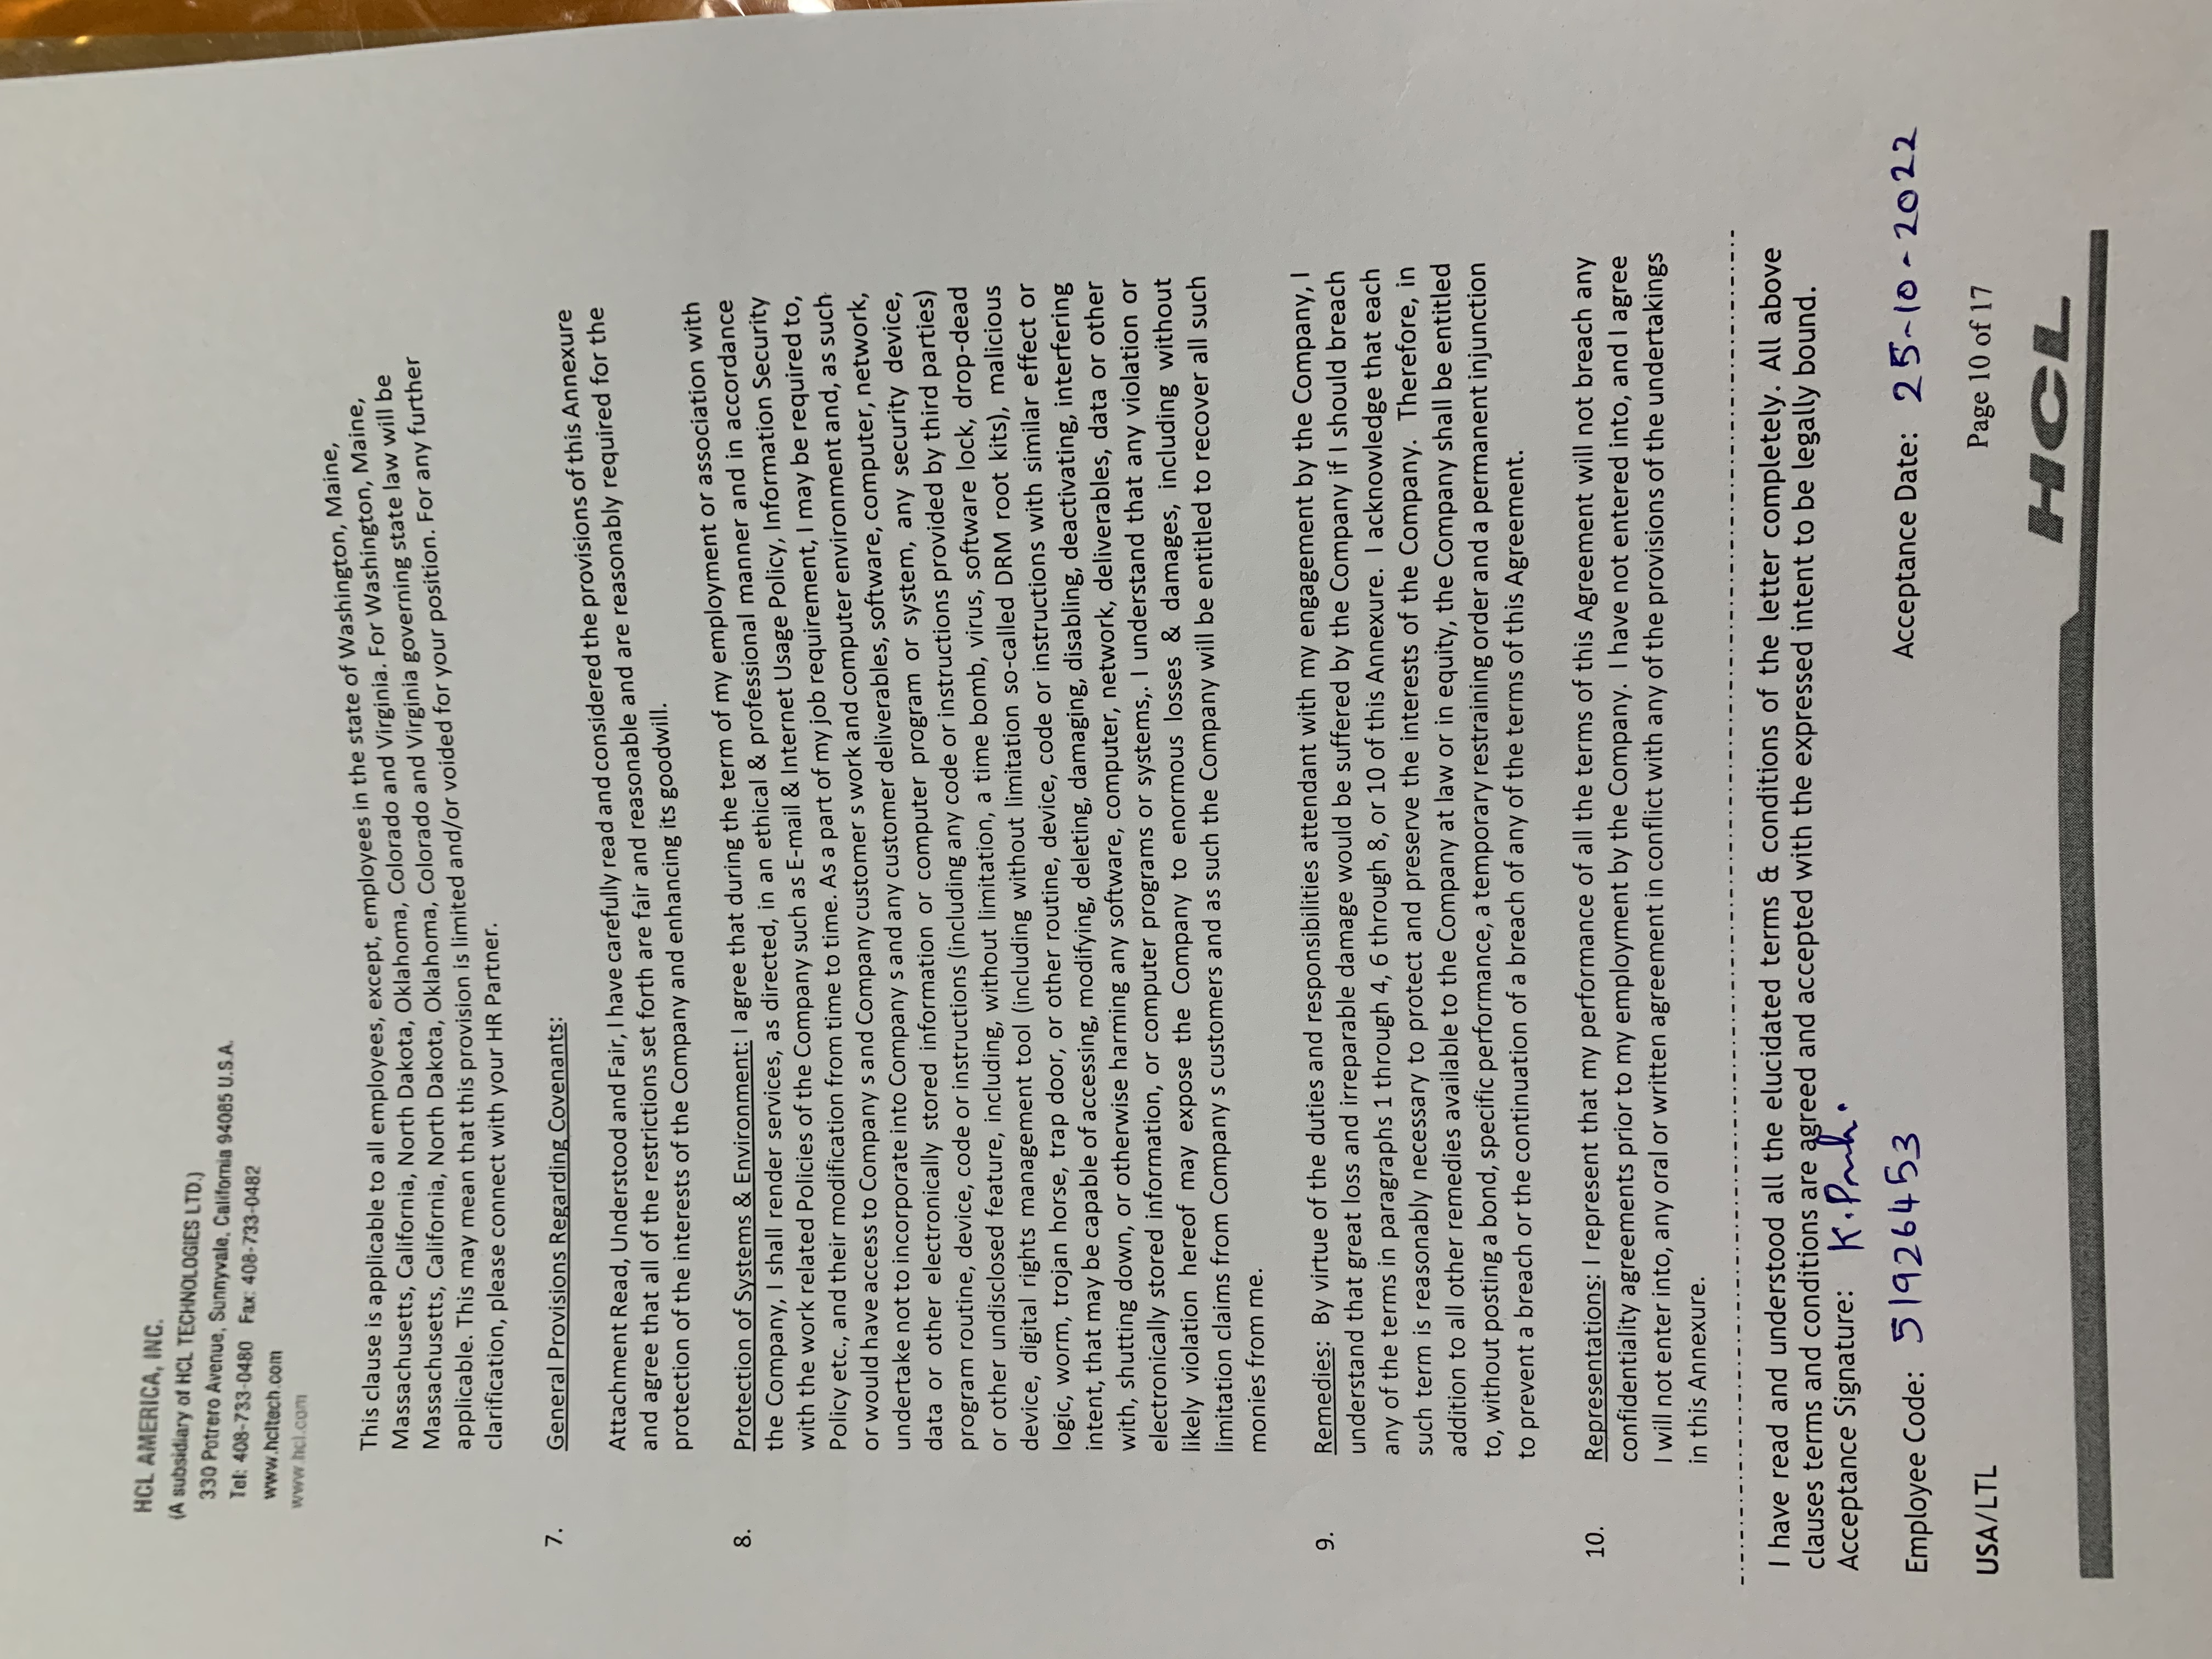 HCL AMERICA, INC.
(A subsidiary of HCL TECHNOLOGIES LTD.)
330 Potrero Avenue, Sunnyvale, California 94085 U.S.A.
Tel: 408-733-0480 Fax: 408-733-0482
www.hcltech.com
www.hcl.com
This clause is applicable to all employees, except, employees in the state of Washington, Maine,
Massachusetts, California, North Dakota, Oklahoma, Colorado and Virginia. For Washington, Maine,
Massachusetts, California, North Dakota, Oklahoma, Colorado and Virginia governing state law will be
applicable. This may mean that this provision is limited and/or voided for your position. For any further
clarification, please connect with your HR Partner.
7. General Provisions Regarding Covenants:
Attachment Read, Understood and Fair, I have carefully read and considered the provisions of this Annexure
and agree that all of the restrictions set forth are fair and reasonable and are reasonably required for the
protection of the interests of the Company and enhancing its goodwill.
8. Protection of Systems & Environment: I agree that during the term of my employment or association with
the Company, I shall render services, as directed, in an ethical & professional manner and in accordance
with the work related Policies of the Company such as E-mail & Internet Usage Policy, Information Security
Policy etc., and their modification from time to time. As a part of my job requirement, I may be required to,
or would have access to Company s and Company customer s work and computer environment and, as such
undertake not to incorporate into Company s and any customer deliverables, software, computer, network,
data or other electronically stored information or computer program or system, any security device,
program routine, device, code or instructions (including any code or instructions provided by third parties)
or other undisclosed feature, including, without limitation, a time bomb, virus, software lock, drop-dead
device, digital rights management tool (including without limitation so-called DRM root kits), malicious
logic, worm, trojan horse, trap door, or other routine, device, code or instructions with similar effect or
intent, that may be capable of accessing, modifying, deleting, damaging, disabling, deactivating, interfering
with, shutting down, or otherwise harming any software, computer, network, deliverables, data or other
electronically stored information, or computer programs or systems,. I understand that any violation or
likely violation hereof may expose the Company to enormous losses & damages, including without
limitation claims from Company s customers and as such the Company will be entitled to recover all such
monies from me.
9. Remedies: By virtue of the duties and responsibilities attendant with my engagement by the Company, I
understand that great loss and irreparable damage would be suffered by the Company if I should breach
any of the terms in paragraphs 1 through 4, 6 through 8, or 10 of this Annexure. I acknowledge that each
such term is reasonably necessary to protect and preserve the interests of the Company. Therefore, in
addition to all other remedies available to the Company at law or in equity, the Company shall be entitled
to, without posting a bond, specific performance, a temporary restraining order and a permanent injunction
to prevent a breach or the continuation of a breach of any of the terms of this Agreement.
10. Representations: I represent that my performance of all the terms of this Agreement will not breach any
confidentiality agreements prior to my employment by the Company. I have not entered into, and I agree
I will not enter into, any oral or written agreement in conflict with any of the provisions of the undertakings
in this Annexure.
I have read and understood all the elucidated terms & conditions of the letter completely. All above
clauses terms and conditions are agreed and accepted with the expressed intent to be legally bound.
Acceptance Signature: K.
Employee Code: 51926453 Acceptance Date: 25-10-2022
USA/LTL Page 10 of 17
HCL